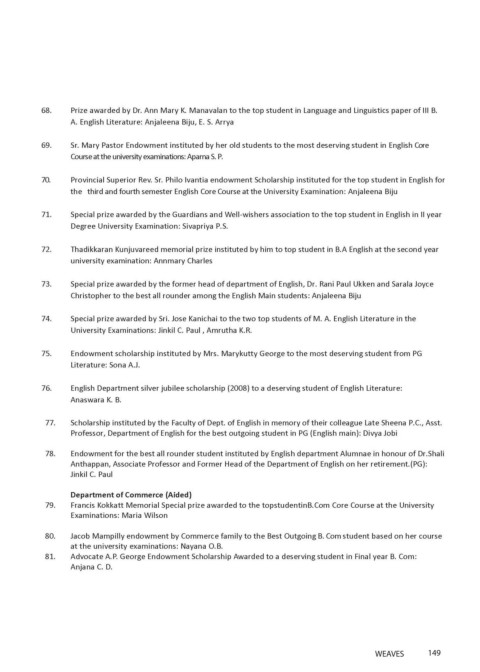 68. Prize awarded by Dr. Ann Mary K. Manavalan to the top student in Language and Linguistics paper of III B.
A. English Literature: Anjaleena Biju, E. S. Arrya
69. Sr. Mary Pastor Endowment instituted by her old students to the most deserving student in English Core
Course at the university examinations: Aparna S. P.
70. Provincial Superior Rev. Sr. Philo Ivantia endowment Scholarship instituted for the top student in English for
the third and fourth semester English Core Course at the University Examination: Anjaleena Biju
71. Special prize awarded by the Guardians and Well-wishers association to the top student in English in II year
Degree University Examination: Sivapriya P.S.
72. Thadikkaran Kunjuvareed memorial prize instituted by him to top student in B.A English at the second year
university examination: Annmary Charles
73. Special prize awarded by the former head of department of English, Dr. Rani Paul Ukken and Sarala Joyce
Christopher to the best all rounder among the English Main students: Anjaleena Biju
74. Special prize awarded by Sri. Jose Kanichai to the two top students of M. A. English Literature in the
University Examinations: Jinkil C. Paul , Amrutha K.R.
75. Endowment scholarship instituted by Mrs. Marykutty George to the most deserving student from PG
Literature: Sona A.J.
76. English Department silver jubilee scholarship (2008) to a deserving student of English Literature:
Anaswara K. B.
77. Scholarship instituted by the Faculty of Dept. of English in memory of their colleague Late Sheena P.C., Asst.
Professor, Department of English for the best outgoing student in PG (English main): Divya Jobi
78. Endowment for the best all rounder student instituted by English department Alumnae in honour of Dr.Shali
Anthappan, Associate Professor and Former Head of the Department of English on her retirement.(PG):
Jinkil C. Paul
Department of Commerce (Aided)
79. Francis Kokkatt Memorial Special prize awarded to the topstudentinB.Com Core Course at the University
Examinations: Maria Wilson
80. Jacob Mampilly endowment by Commerce family to the Best Outgoing B. Com student based on her course
at the university examinations: Nayana O.B.
81. Advocate A.P. George Endowment Scholarship Awarded to a deserving student in Final year B. Com:
Anjana C. D.
WEAVES 149